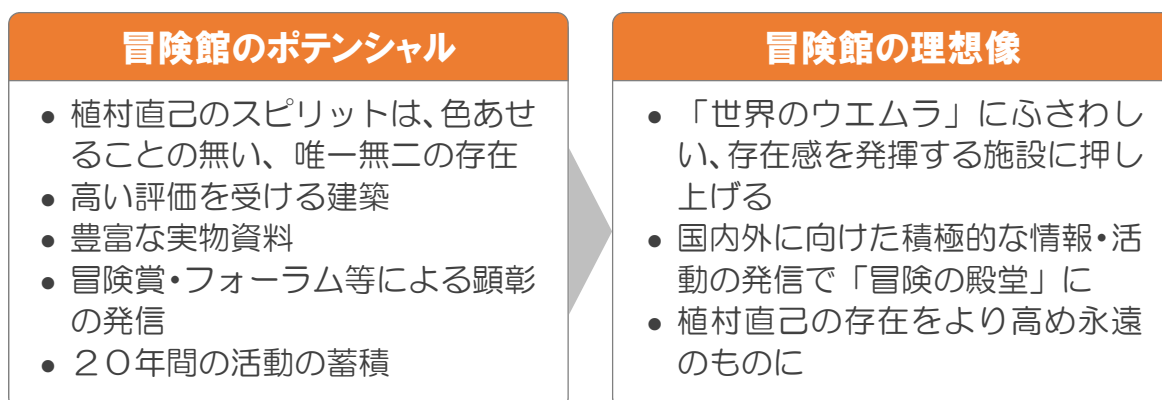 冒険館のポテンシャル
● 植村直己のスピリットは、色あせ
ることの無い、唯一無二の存在
● 高い評価を受ける建築
● 豊富な実物資料
● 冒険賞・フォーラム等による顕彰
の発信
● ２０年間の活動の蓄積
冒険館の理想像
● 「世界のウエムラ」にふさわし
い、存在感を発揮する施設に押し
上げる
● 国内外に向けた積極的な情報・活
動の発信で「冒険の殿堂」に
● 植村直己の存在をより高め永遠
のものに